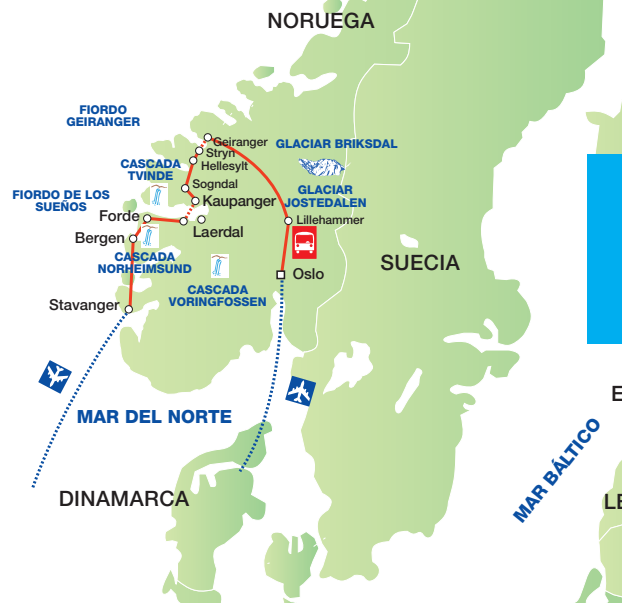 NORUEGA
FIORDO
GEIRANGER
Geiranger
GLACIAR BRIKSDAL
Stryn
CASCADA
TVINDE
Hellesylt
Sogndal
GLACIAR
JOSTEDALEN
FIORDO DE LOS
SUEÑOS
Kaupanger
Forde
Laerdal
Lillehammer
Bergen
CASCADA
NORHEIMSUND
SUECIA
Oslo
CASCADA
VORINGFOSSEN
Stavanger
MAR DEL NORTE
MAR BÁLTICO
DINAMARCA
E
LE